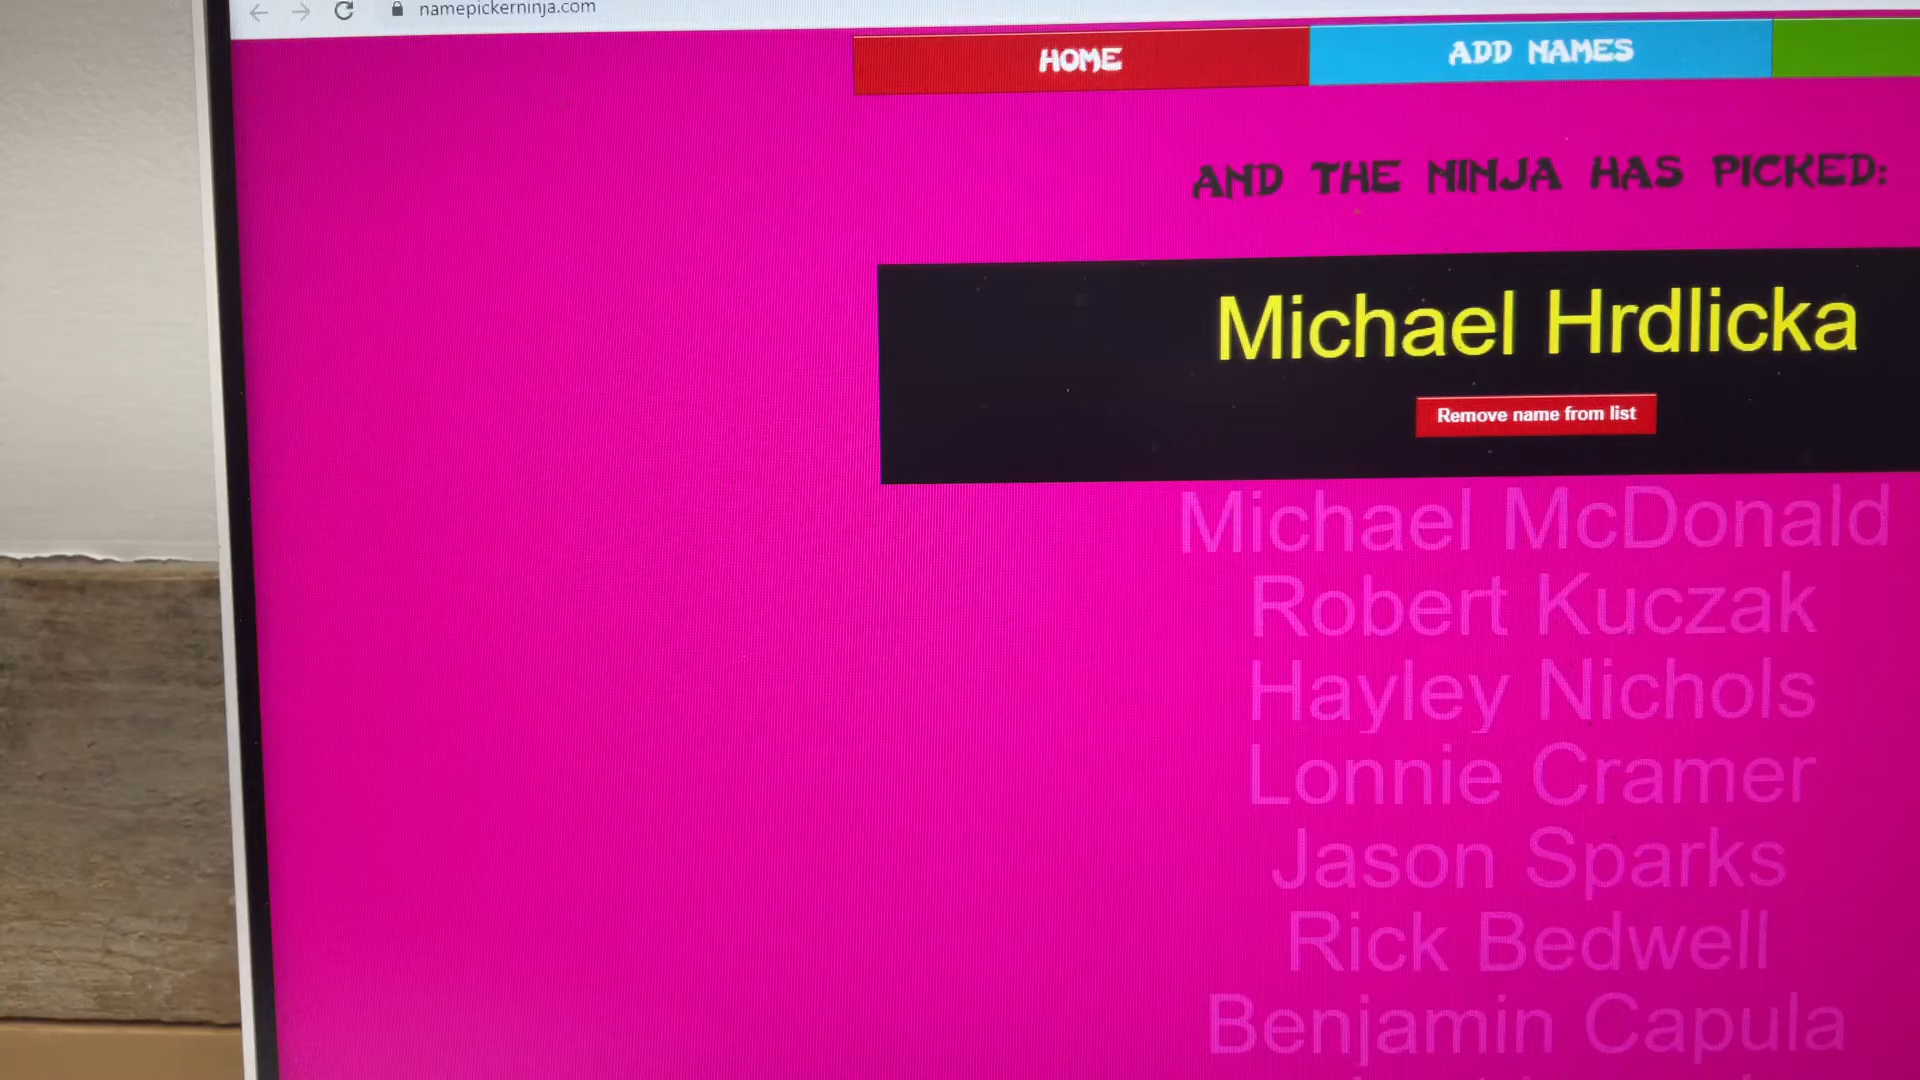 namepickerninja.com
HOME
ADD NAMES
AND THE NINJA HAS PICKED:
Michael Hrdlicka
Remove name from list
Michael McDonald
Robert Kuczak
Hayley Nichols
Lonnie Cramer
Jason Sparks
Rick Bedwell
Benjamin Capula